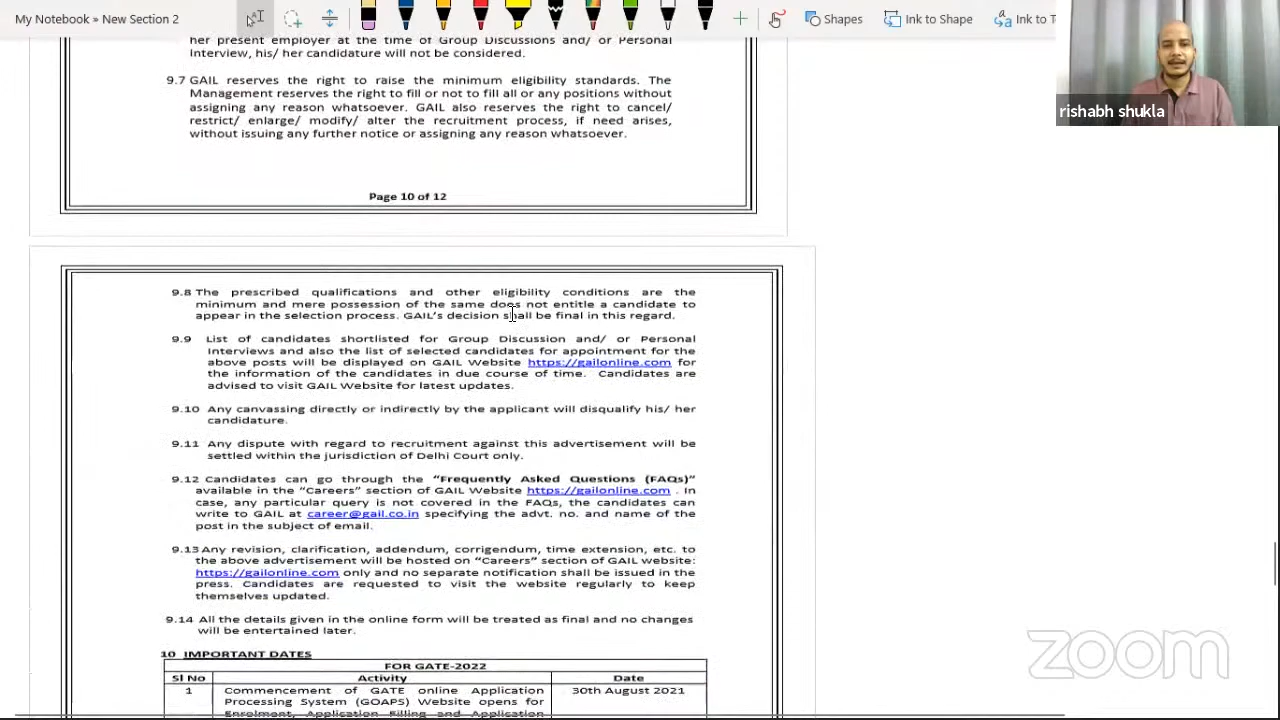 My Notebook > New Section 2
Shapes
Ink to Shape
Ink to T
rishabh shukla
her present employer at the time of Group Discussions and/ or Personal
Interview, his/ her candidature will not be considered.
9.7 GAIL reserves the right to raise the minimum eligibility standards. The
Management reserves the right to fill or not to fill all or any positions without
assigning any reason whatsoever. GAIL also reserves the right to cancel/
restrict/ enlarge/ modify/ alter the recruitment process, if need arises,
without issuing any further notice or assigning any reason whatsoever.
Page 10 of 12
9.8 The prescribed qualifications and other eligibility conditions are the
minimum and mere possession of the same does not entitle a candidate to
appear in the selection process. GAIL's decision shall be final in this regard.
9.9 List of candidates shortlisted for Group Discussion and/ or Personal
Interviews and also the list of selected candidates for appointment for the
above posts will be displayed on GAIL Website https://gailonline.com for
the information of the candidates in due course of time. Candidates are
advised to visit GAIL Website for latest updates.
9.10 Any canvassing directly or indirectly by the applicant will disqualify his/ her
candidature.
9.11 Any dispute with regard to recruitment against this advertisement will be
settled within the jurisdiction of Delhi Court only.
9.12 Candidates can go through the "Frequently Asked Questions (FAQs)"
available in the "Careers" section of GAIL Website https://gailonline.com . In
case, any particular query is not covered in the FAQs, the candidates can
write to GAIL at career@gail.co.in specifying the advt. no. and name of the
post in the subject of email.
9.13 Any revision, clarification, addendum, corrigendum, time extension, etc. to
the above advertisement will be hosted on "Careers" section of GAIL website:
https://gailonline.com only and no separate notification shall be issued in the
press. Candidates are requested to visit the website regularly to keep
themselves updated.
9.14 All the details given in the online form will be treated as final and no changes
will be entertained later.
10 IMPORTANT DATES
FOR GATE-2022
Sl No Activity Date
1 Commencement of GATE online Application 30th August 2021
Processing System (GOAPS) Website opens for
Enrolment, Application Filling and Application
zoom